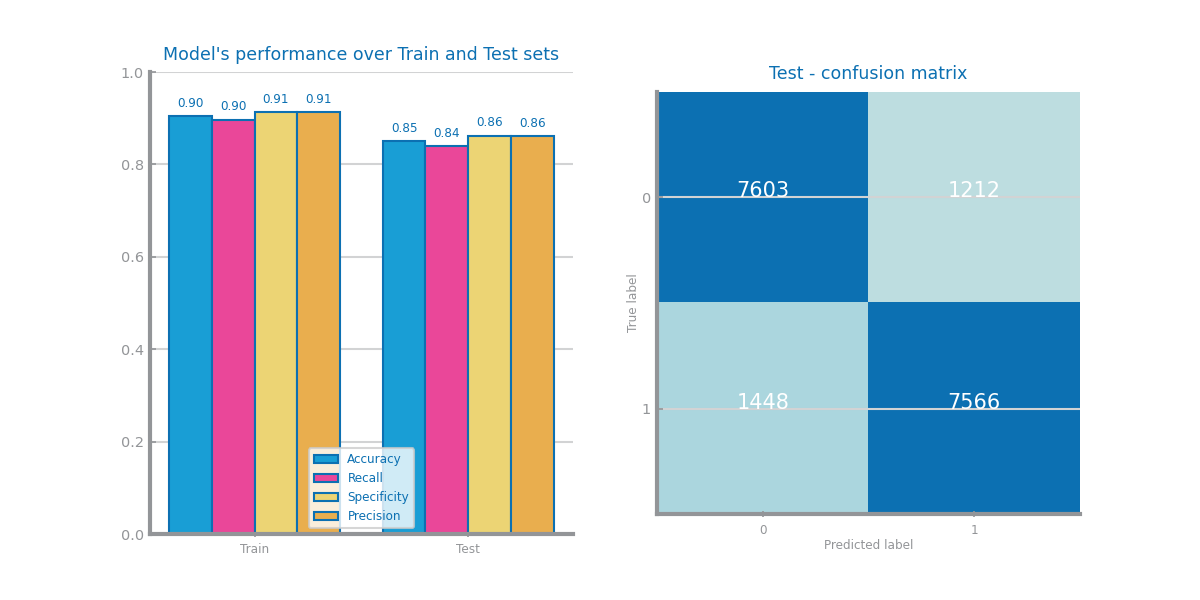 Model's performance over Train and Test sets
1.0
0.8
0.6
0.4
0.2
0.0
0.90
0.90
0.91
0.91
0.85
0.84
0.86
0.86
Accuracy
Recall
Specificity
Precision
Train
Test
Test - confusion matrix
True label
0
1
7603
1212
1448
7566
0
1
Predicted label